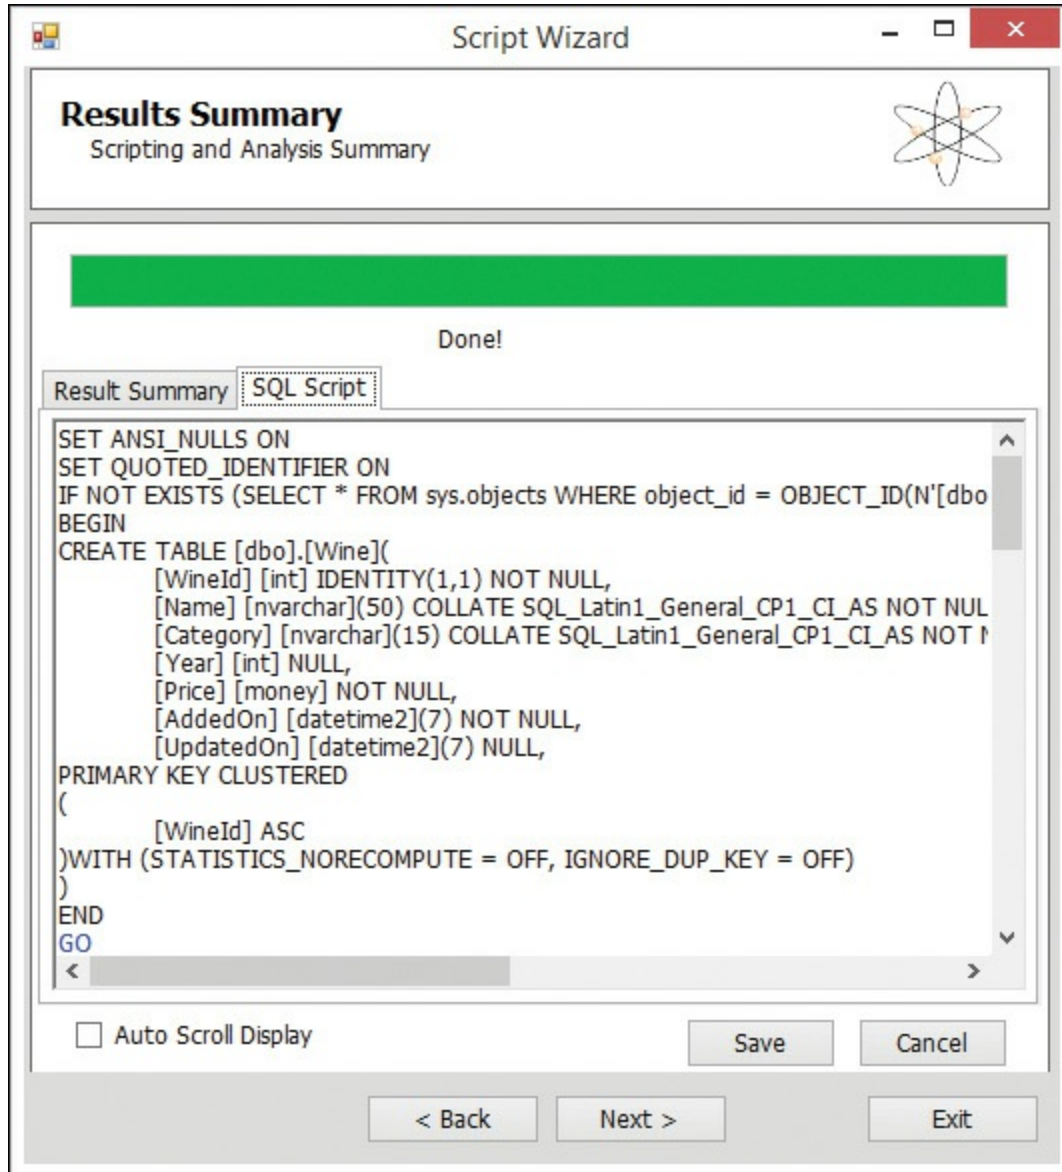 Script Wizard
Results Summary
Scripting and Analysis Summary
Done!
Result Summary SQL Script
SET ANSI_NULLS ON
SET QUOTED_IDENTIFIER ON
IF NOT EXISTS (SELECT * FROM sys.objects WHERE object_id = OBJECT_ID(N'[dbo
BEGIN
CREATE TABLE [dbo].[Wine](
[WineId] [int] IDENTITY(1,1) NOT NULL,
[Name] [nvarchar](50) COLLATE SQL_Latin1_General_CP1_CI_AS NOT NUL
[Category] [nvarchar](15) COLLATE SQL_Latin1_General_CP1_CI_AS NOT
[Year] [int] NULL,
[Price] [money] NOT NULL,
[AddedOn] [datetime2](7) NOT NULL,
[UpdatedOn] [datetime2](7) NULL,
PRIMARY KEY CLUSTERED
(
[WineId] ASC
)WITH (STATISTICS_NORECOMPUTE = OFF, IGNORE_DUP_KEY = OFF)
)
END
GO
Auto Scroll Display
Save Cancel
< Back Next > Exit